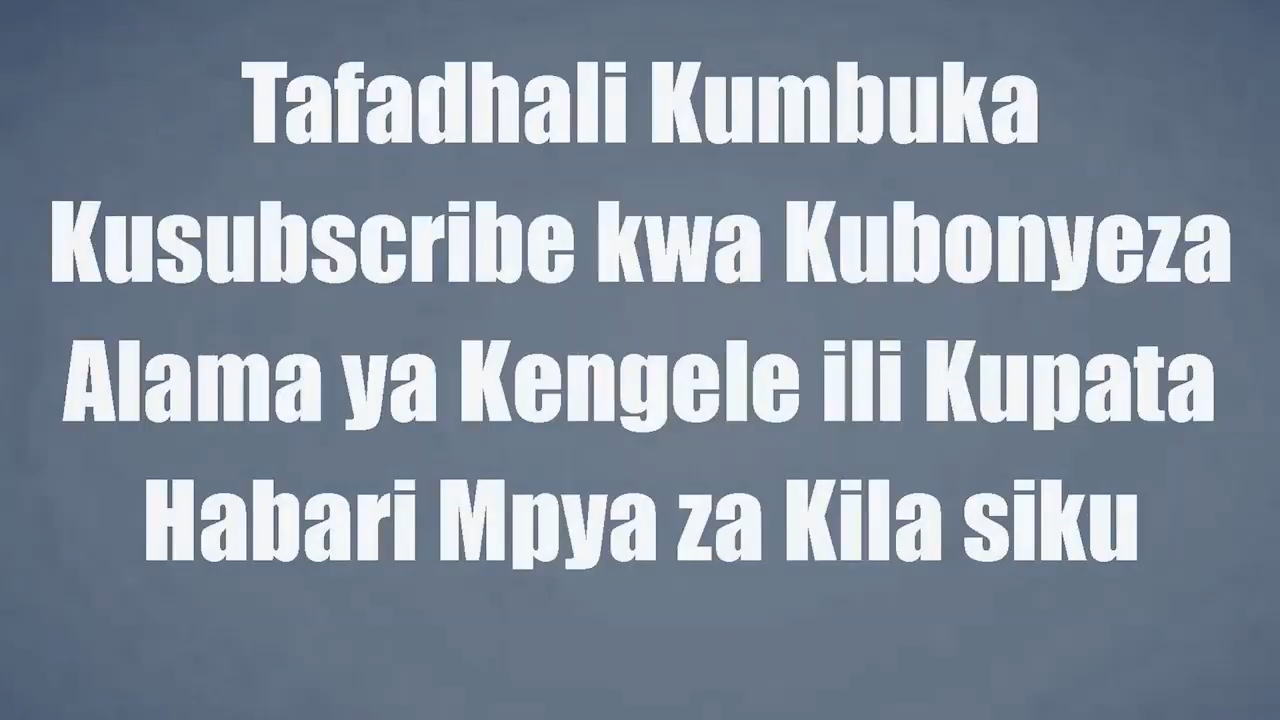 Tafadhali Kumbuka
Kusubscribe kwa Kubonyeza
Alama ya Kengele ili Kupata
Habari Mpya za Kila siku